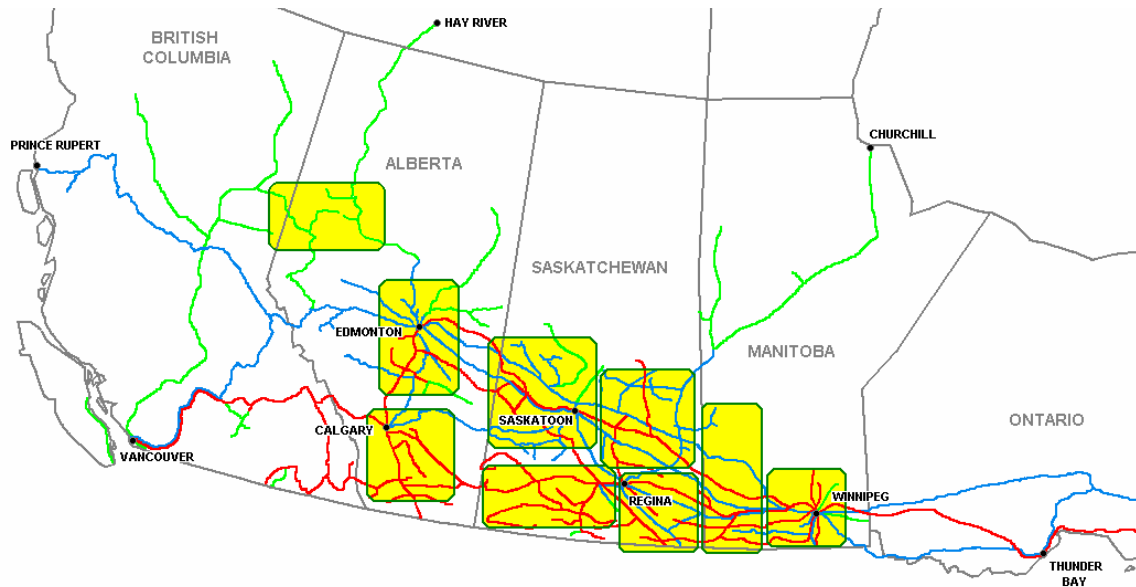 HAY RIVER
BRITISH
COLUMBIA
CHURCHILL
PRINCE RUPERT
ALBERTA
SASKATCHEWAN
EDMONTON
MANITOBA
SASKATOON
ONTARIO
CALGARY
VANCOUVER
REGINA
WINNIPEG
THUNDER
BAY